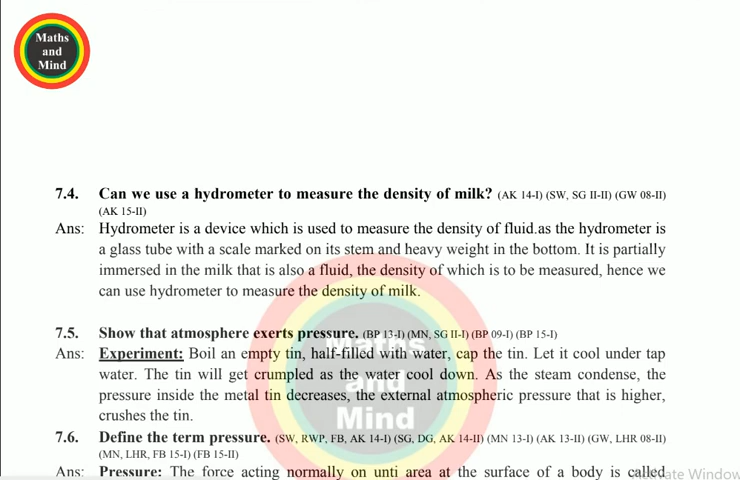 Maths
and
Mind
7.4. Can we use a hydrometer to measure the density of milk? (AK 14-I) (SW, SG II-II) (GW 08-II)
(AK 15-II)
Ans: Hydrometer is a device which is used to measure the density of fluid.as the hydrometer is
a glass tube with a scale marked on its stem and heavy weight in the bottom. It is partially
immersed in the milk that is also a fluid, the density of which is to be measured, hence we
can use hydrometer to measure the density of milk.
7.5. Show that atmosphere exerts pressure. (BP 13-I) (MN, SG II-I) (BP 09-I) (BP 15-I)
Ans: Experiment: Boil an empty tin, half-filled with water, cap the tin. Let it cool under tap
water. The tin will get crumpled as the water cool down. As the steam condense, the
pressure inside the metal tin decreases, the external atmospheric pressure that is higher,
crushes the tin.
Maths
and
Mind
7.6. Define the term pressure. (SW, RWP, FB, AK 14-I) (SG, DG, AK 14-II) (MN 13-I) (AK 13-II) (GW, LHR 08-II)
(MN, LHR, FB 15-I) (FB 15-II)
Ans: Pressure: The force acting normally on unti area at the surface of a body is called